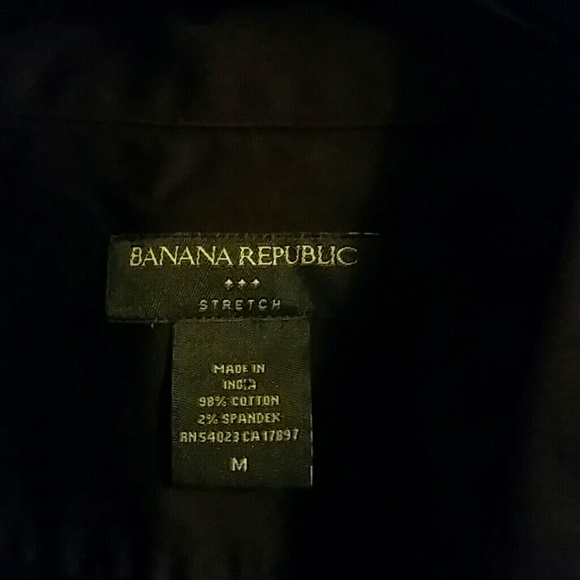 BANANA REPUBLIC
STRETCH
MADE IN
INDIA
98% COTTON
2% SPANDEX
RN54023 CA17897
M